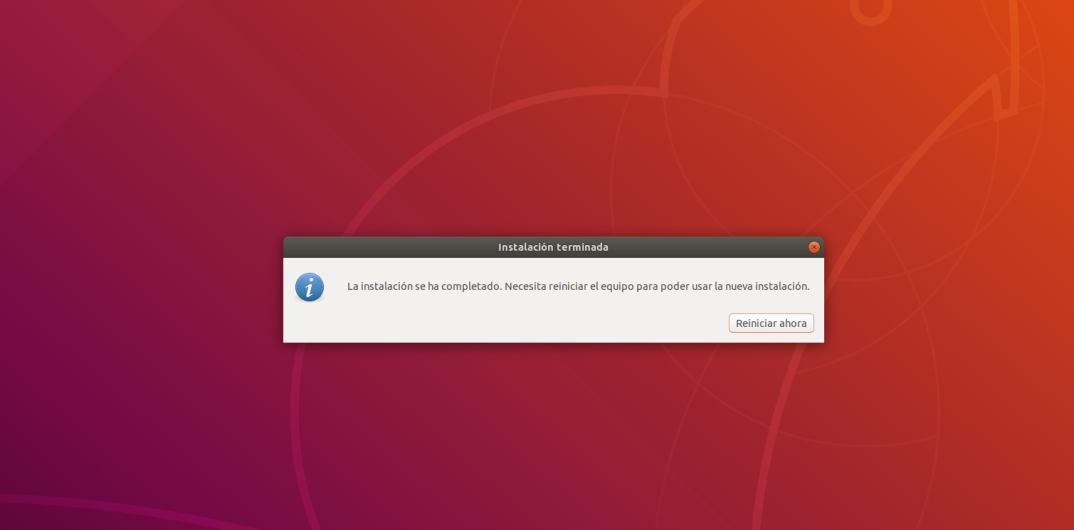 Instalación terminada
La instalación se ha completado. Necesita reiniciar el equipo para poder usar la nueva instalación.
Reiniciar ahora